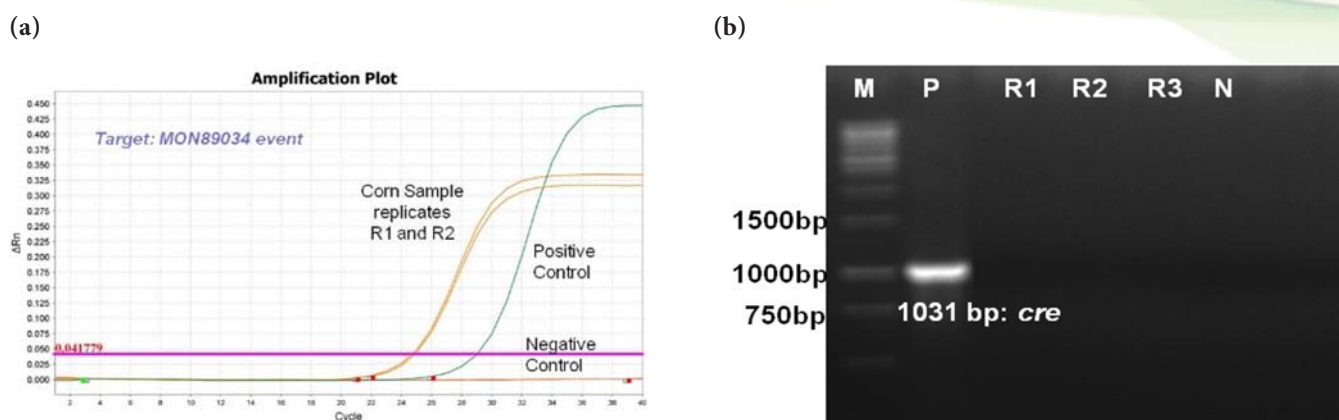 (a)
Amplification Plot
Target: MON89034 event
Corn Sample
replicates
R1 and R2
Positive
Control
Negative
Control
0.041779
ΔRn
0.450
0.425
0.400
0.375
0.350
0.325
0.300
0.275
0.250
0.225
0.200
0.175
0.150
0.125
0.100
0.075
0.050
0.025
0.000
2 4 6 8 10 12 14 16 18 20 22 24 26 28 30 32 34 36 38 40
Cycle
(b)
M P R1 R2 R3 N
1500bp
1000bp
750bp
1031 bp: cre